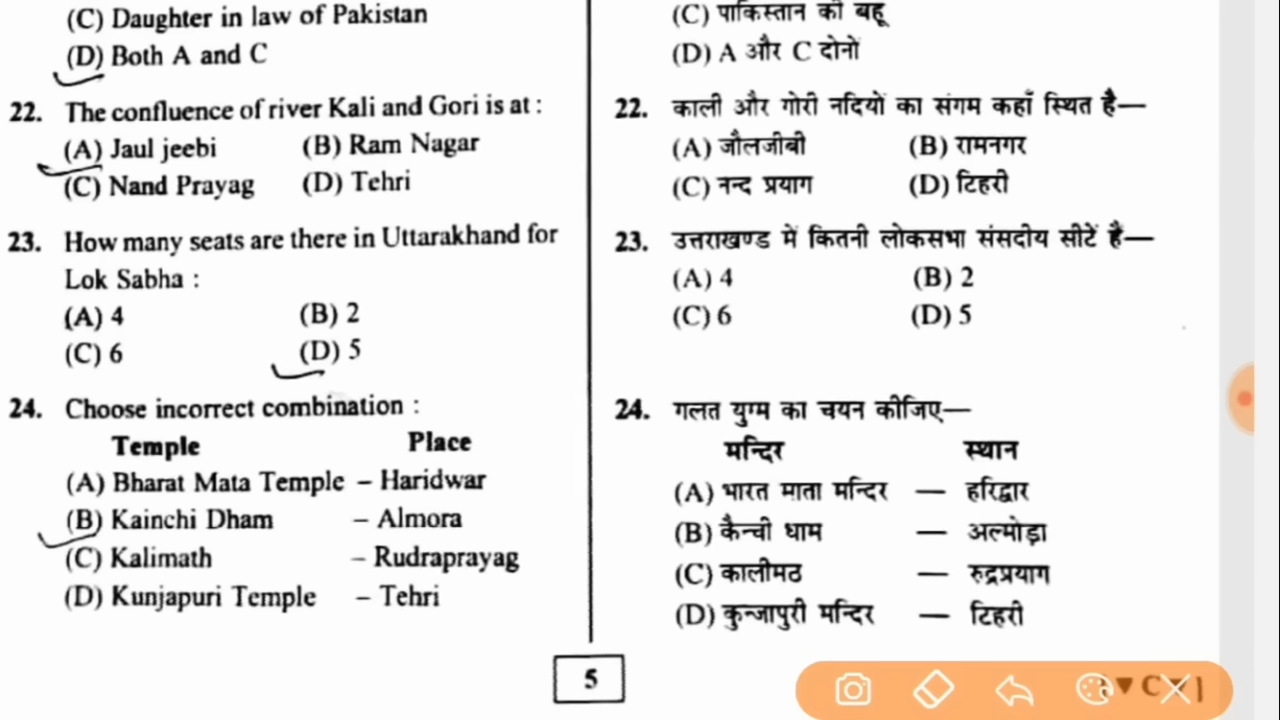 (C) Daughter in law of Pakistan
(D) Both A and C
22. The confluence of river Kali and Gori is at :
(A) Jaul jeebi (B) Ram Nagar
(C) Nand Prayag (D) Tehri
23. How many seats are there in Uttarakhand for
Lok Sabha :
(A) 4 (B) 2
(C) 6 (D) 5
24. Choose incorrect combination :
Temple Place
(A) Bharat Mata Temple – Haridwar
(B) Kainchi Dham – Almora
(C) Kalimath – Rudraprayag
(D) Kunjapuri Temple – Tehri
(C) पाकिस्तान की बहू
(D) A और C दोनों
22. काली और गोरी नदियों का संगम कहाँ स्थित है—
(A) जौलजीबी (B) रामनगर
(C) नन्द प्रयाग (D) टिहरी
23. उत्तराखण्ड में कितनी लोकसभा संसदीय सीटें हैं—
(A) 4 (B) 2
(C) 6 (D) 5
24. गलत युग्म का चयन कीजिए—
मन्दिर स्थान
(A) भारत माता मन्दिर — हरिद्वार
(B) कैन्ची धाम — अल्मोड़ा
(C) कालीमठ — रुद्रप्रयाग
(D) कुन्जापुरी मन्दिर — टिहरी
5